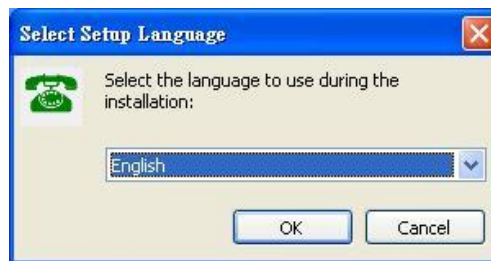 Select Setup Language
Select the language to use during the
installation:
English
OK
Cancel